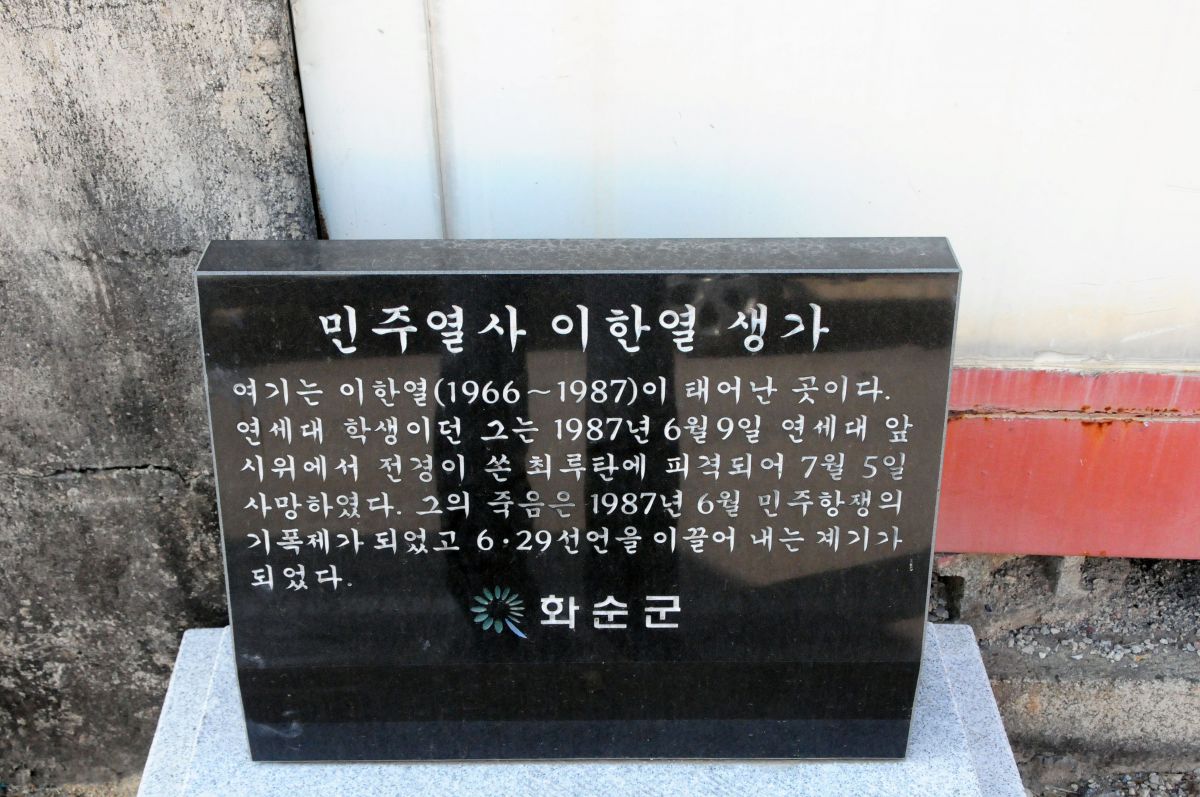 민주열사 이한열 생가
여기는 이한열(1966~1987)이 태어난 곳이다.
연세대 학생이던 그는 1987년 6월9일 연세대 앞
시위에서 전경이 쏜 최루탄에 피격되어 7월 5일
사망하였다. 그의 죽음은 1987년 6월 민주항쟁의
기폭제가 되었고 6·29선언을 이끌어 내는 계기가
되었다.
화순군